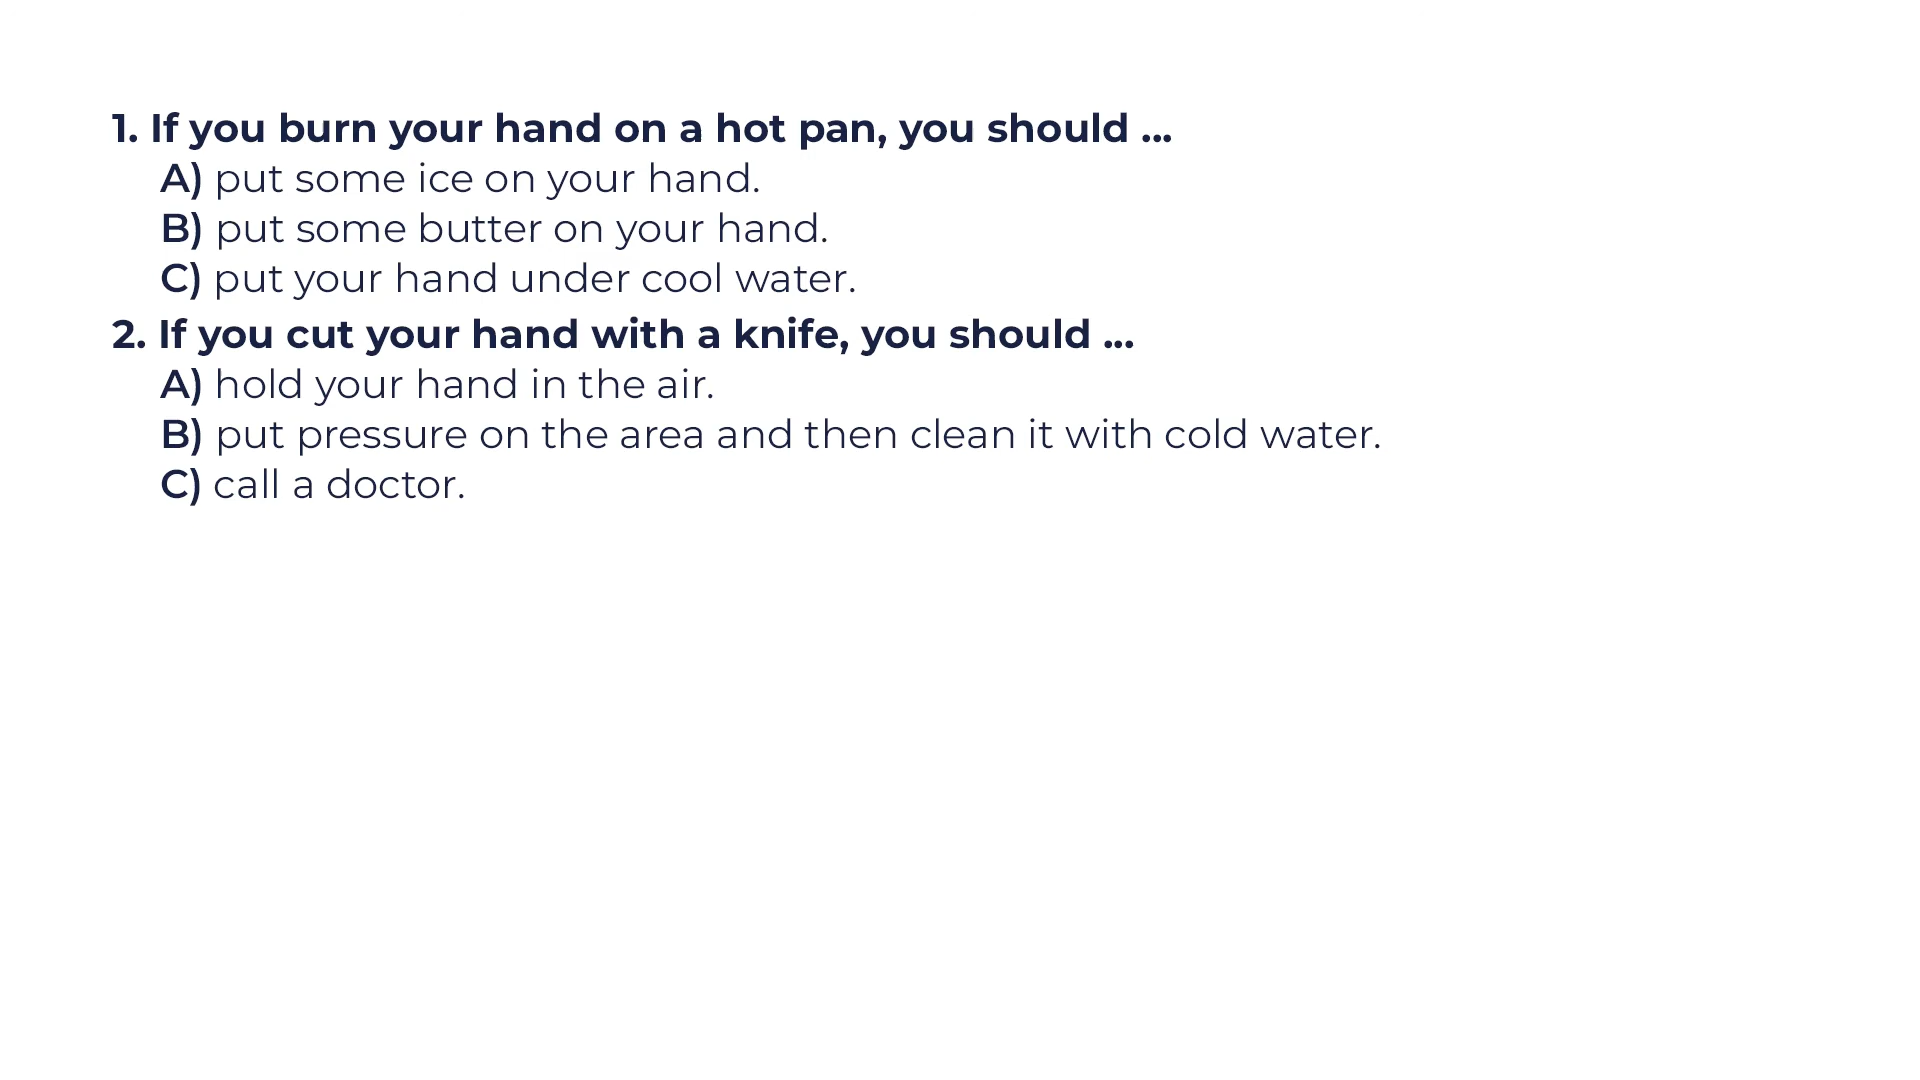 1. If you burn your hand on a hot pan, you should ...
A) put some ice on your hand.
B) put some butter on your hand.
C) put your hand under cool water.
2. If you cut your hand with a knife, you should ...
A) hold your hand in the air.
B) put pressure on the area and then clean it with cold water.
C) call a doctor.